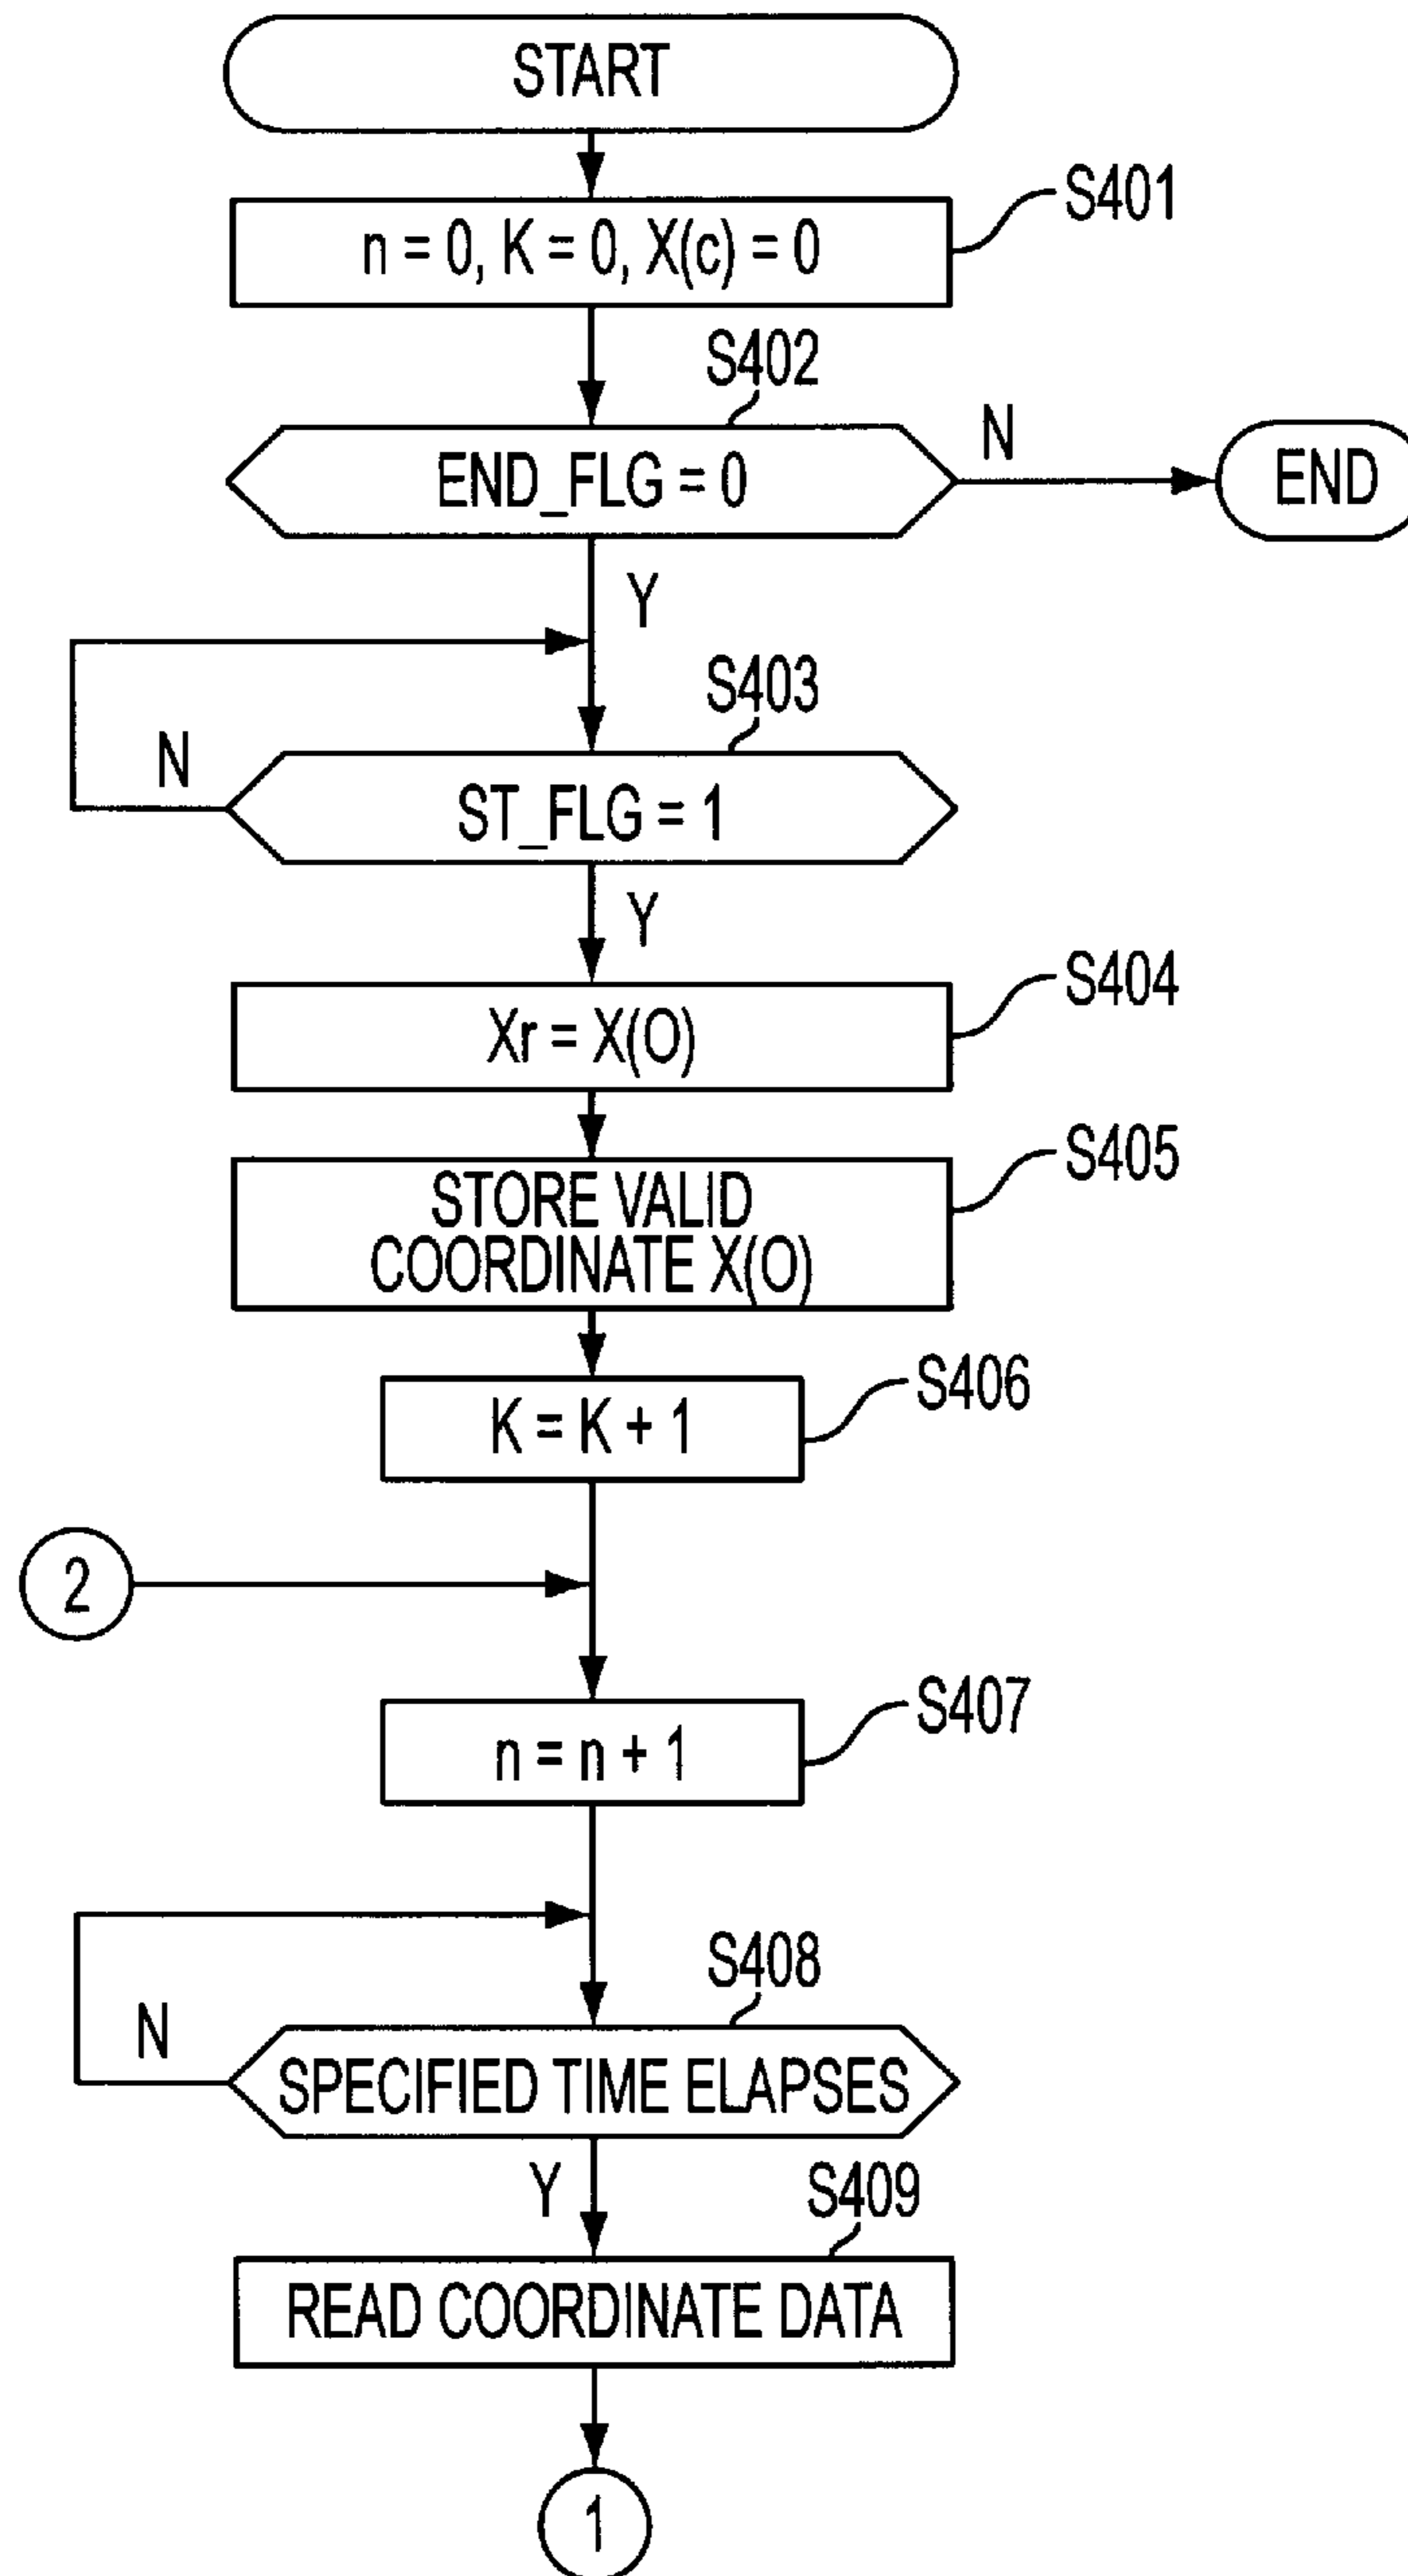 START
S401
n = 0, K = 0, X(c) = 0
S402
END_FLG = 0
N
END
Y
S403
N
ST_FLG = 1
Y
S404
Xr = X(O)
S405
STORE VALID
COORDINATE X(O)
S406
K = K + 1
2
S407
n = n + 1
S408
N
SPECIFIED TIME ELAPSES
Y
S409
READ COORDINATE DATA
1